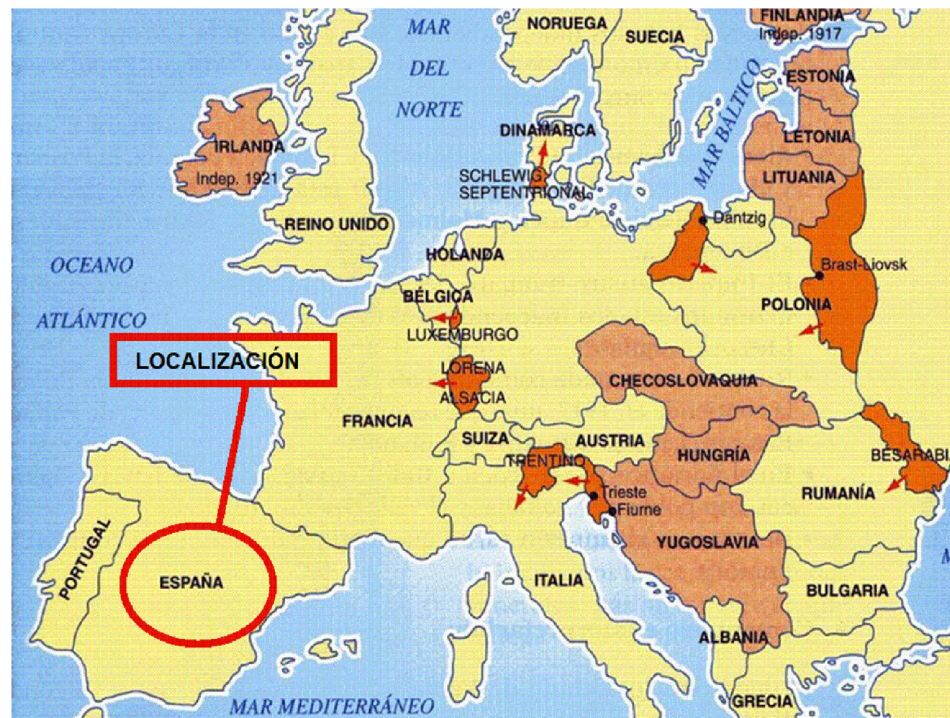 MAR
DEL
NORTE
NORUEGA
SUECIA
FINLANDIA
Indep. 1917
ESTONIA
LETONIA
LITUANIA
MAR BÁLTICO
DINAMARCA
SCHLEWIG
SEPTENTRIONAL
IRLANDA
Indep. 1921
REINO UNIDO
HOLANDA
Dantzig
Brast-Liovsk
POLONIA
OCEANO
ATLÁNTICO
BÉLGICA
LUXEMBURGO
LOCALIZACIÓN
LORENA
ALSACIA
FRANCIA
CHECOSLOVAQUIA
SUIZA
AUSTRIA
HUNGRÍA
TRENTINO
BESARABIA
RUMANÍA
Trieste
Fiurne
YUGOSLAVIA
PORTUGAL
ESPAÑA
ITALIA
BULGARIA
ALBANIA
GRECIA
MAR MEDITERRÁNEO